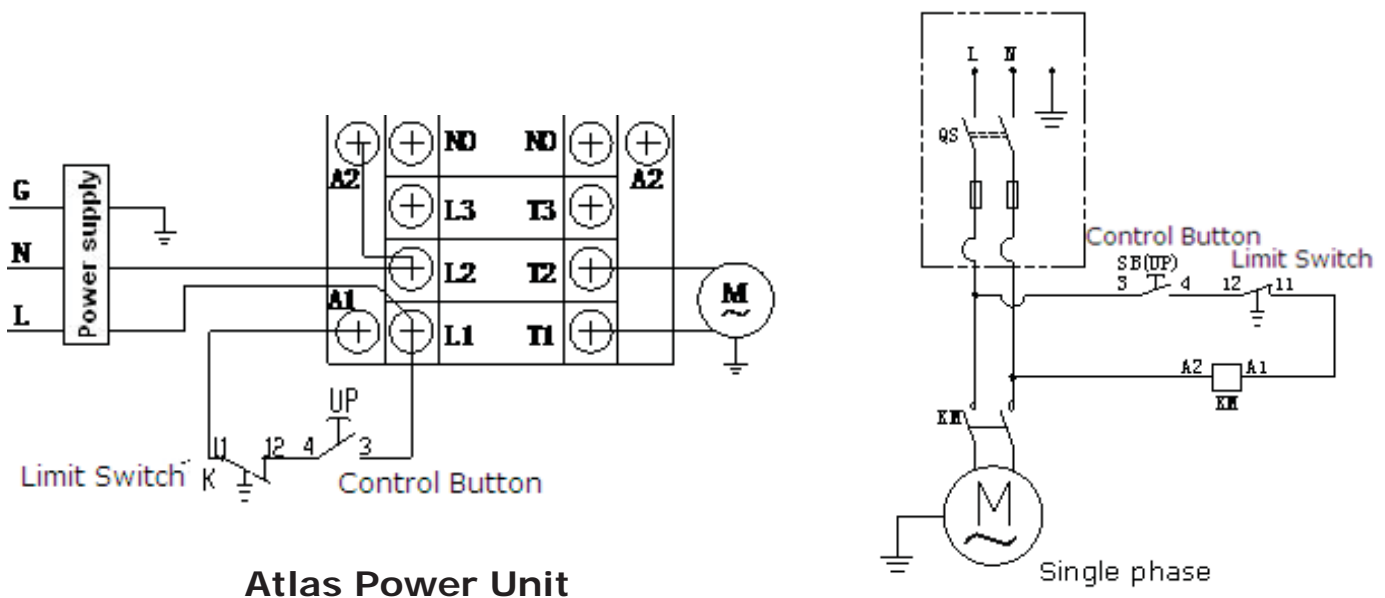 G
N
L
Power supply
A2
NO
NO
A2
L3
T3
L2
T2
A1
L1
T1
M
UP
11
12
4
3
Limit Switch
K
Control Button
Atlas Power Unit
L
N
QS
Control Button
Limit Switch
SB(UP)
3
4
12
11
A2
A1
KM
KM
M
Single phase